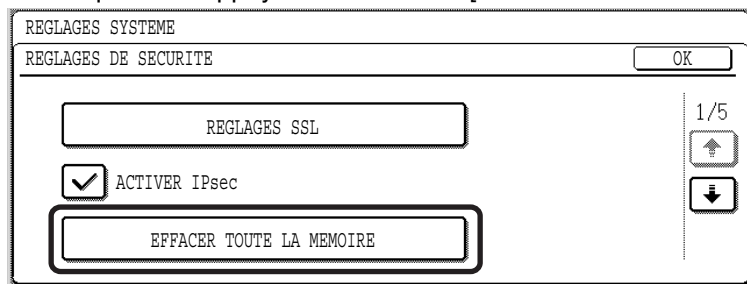 REGLAGES SYSTEME
REGLAGES DE SECURITE
OK
REGLAGES SSL
1/5
ACTIVER IPsec
EFFACER TOUTE LA MEMOIRE